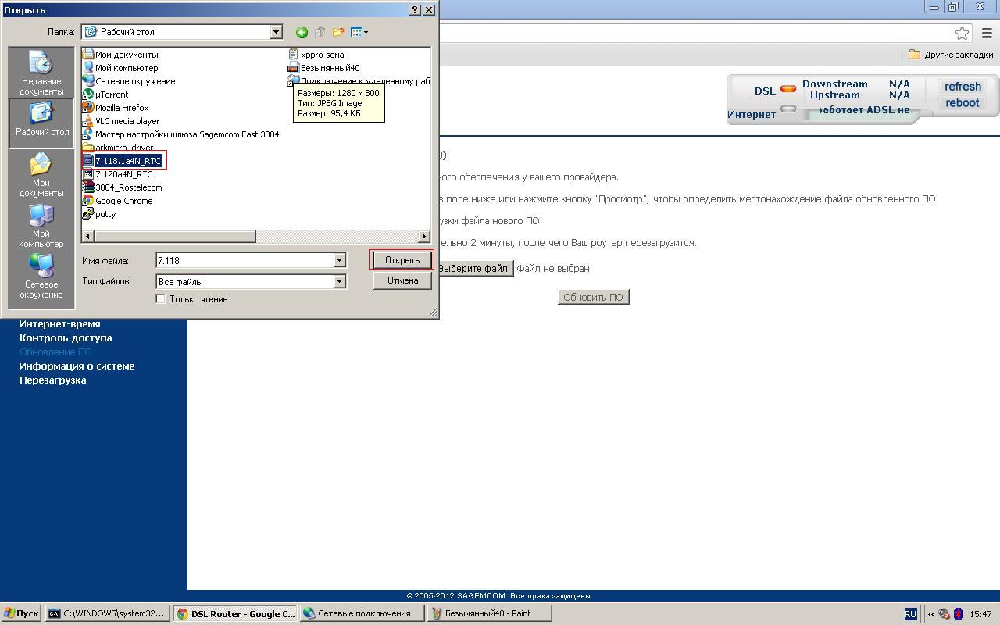 Открыть
Папка:
Рабочий стол
Недавние документы
Рабочий стол
Мои документы
Мой компьютер
Сетевое окружение
Мои документы
Мой компьютер
Сетевое окружение
µTorrent
Mozilla Firefox
VLC media player
Мастер настройки шлюза Sagemcom Fast 3804
arkmicro_driver
7.118.1a4N_RTC
7.120a4N_RTC
3804_Rostelecom
Google Chrome
putty
xppro-serial
Безымянный40
Подключение к удаленному раб
Размеры: 1280 x 800
Тип: JPEG Image
Размер: 95,4 КБ
Имя файла:
7.118
Открыть
Тип файлов:
Все файлы
Отмена
Только чтение
Другие закладки
DSL
Downstream N/A
Upstream N/A
Интернет
работает ADSL не
refresh
reboot
0)
ного обеспечения у вашего провайдера.
в поле ниже или нажмите кнопку "Просмотр", чтобы определить местонахождение файла обновленного ПО.
узки файла нового ПО.
тельно 2 минуты, после чего Ваш роутер перезагрузится.
Выберите файл Файл не выбран
Обновить ПО
Интернет-время
Контроль доступа
Обновление ПО
Информация о системе
Перезагрузка
© 2005-2012 SAGEMCOM. Все права защищены.
Пуск
C:\WINDOWS\system32...
DSL Router - Google C...
Сетевые подключения
Безымянный40 - Paint
RU
«
15:47